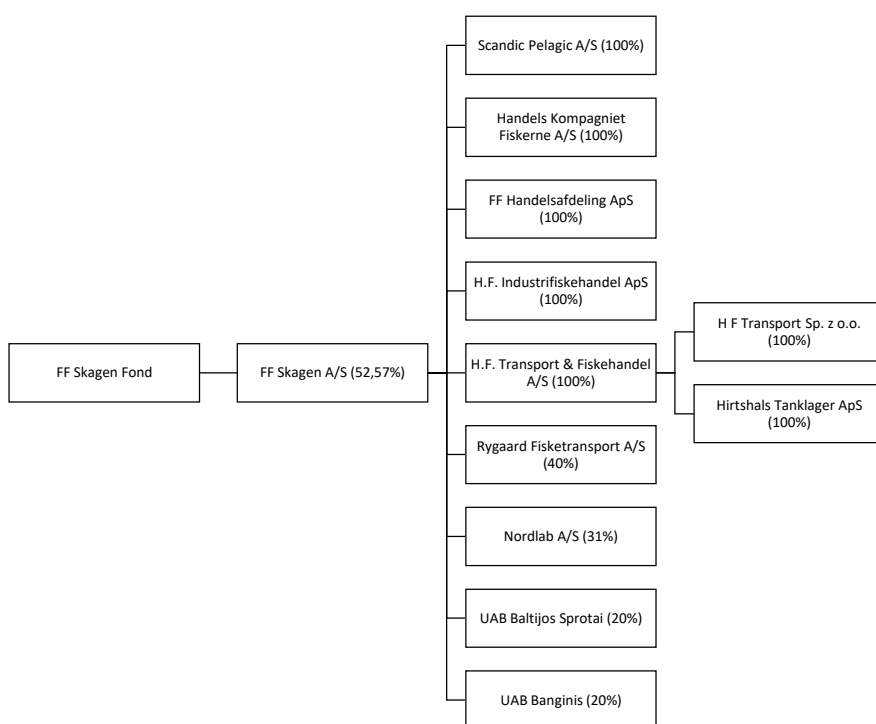 Scandic Pelagic A/S (100%)
Handels Kompagniet
Fiskerne A/S (100%)
FF Handelsafdeling ApS
(100%)
H.F. Industrifiskehandel ApS
(100%)
H F Transport Sp. z o.o.
(100%)
FF Skagen Fond
FF Skagen A/S (52,57%)
H.F. Transport & Fiskehandel
A/S (100%)
Hirtshals Tanklager ApS
(100%)
Rygaard Fisketransport A/S
(40%)
Nordlab A/S (31%)
UAB Baltijos Sprotai (20%)
UAB Banginis (20%)